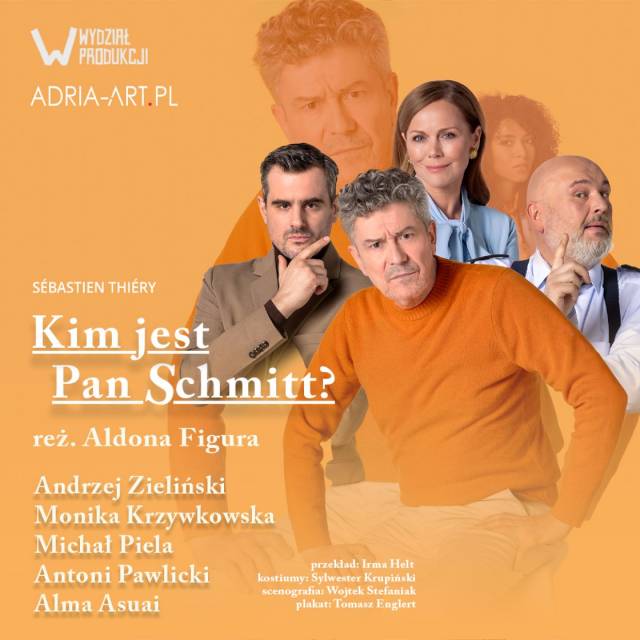 WYDZIAŁ
PRODUKCJI
ADRIA-ART.PL
SÉBASTIEN THIÉRY
Kim jest
Pan Schmitt?
reż. Aldona Figura
Andrzej Zieliński
Monika Krzywkowska
Michał Piela
Antoni Pawlicki
Alma Asuai
przekład: Irma Helt
kostiumy: Sylwester Krupiński
scenografia: Wojtek Stefaniak
plakat: Tomasz Englert